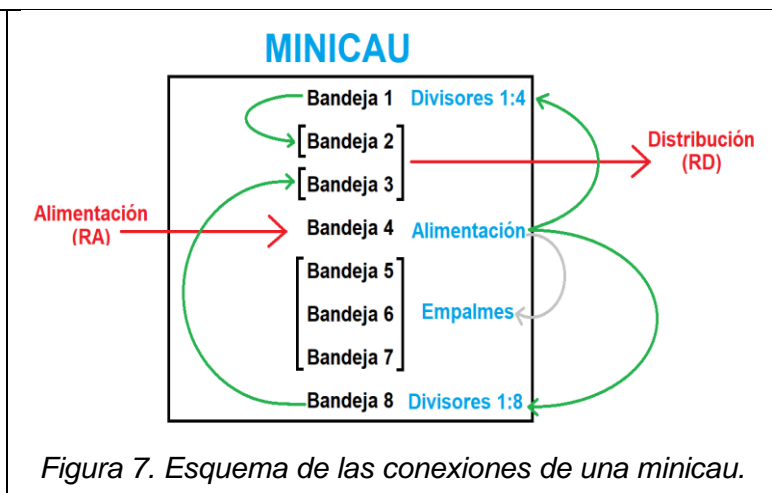 MINICAU
Bandeja 1 Divisores 1:4
Bandeja 2
Distribución
(RD)
Bandeja 3
Alimentación
(RA)
Bandeja 4 Alimentación
Bandeja 5
Bandeja 6 Empalmes
Bandeja 7
Bandeja 8 Divisores 1:8
Figura 7. Esquema de las conexiones de una minicau.